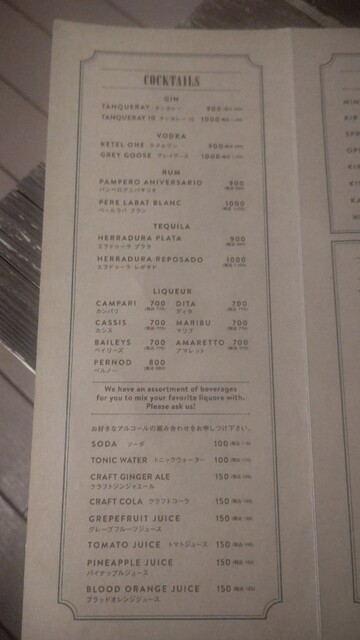 COCKTAILS
GIN
TANQUERAY タンカレー 900
TANQUERAY 10 タンカレー 10 1000
VODKA
KETEL ONE ケテルワン 900
GREY GOOSE グレイグース 1000
RUM
PAMPERO ANIVERSARIO 900
パンペロアニバサリオ
PERE LABAT BLANC 1000
ペールラバ ブラン
TEQUILA
HERRADURA PLATA 900
エラドゥーラ プラタ
HERRADURA REPOSADO 1000
エラドゥーラ レポサド
LIQUEUR
CAMPARI 700 DITA 700
カンパリ ディタ
CASSIS 700 MARIBU 700
カシス マリブ
BAILEYS 700 AMARETTO 700
ベイリーズ アマレット
PERNOD 800
ペルノー
We have an assortment of beverages
for you to mix your favorite liquors with.
Please ask us!
お好きなアルコールの組み合わせをお申しつけ下さい。
SODA ソーダ 100
TONIC WATER トニックウォーター 100
CRAFT GINGER ALE 150
クラフトジンジャエール
CRAFT COLA クラフトコーラ 150
GREPEFRUIT JUICE 150
グレープフルーツジュース
TOMATO JUICE トマトジュース 150
PINEAPPLE JUICE 150
パイナップルジュース
BLOOD ORANGE JUICE 150
ブラッドオレンジジュース